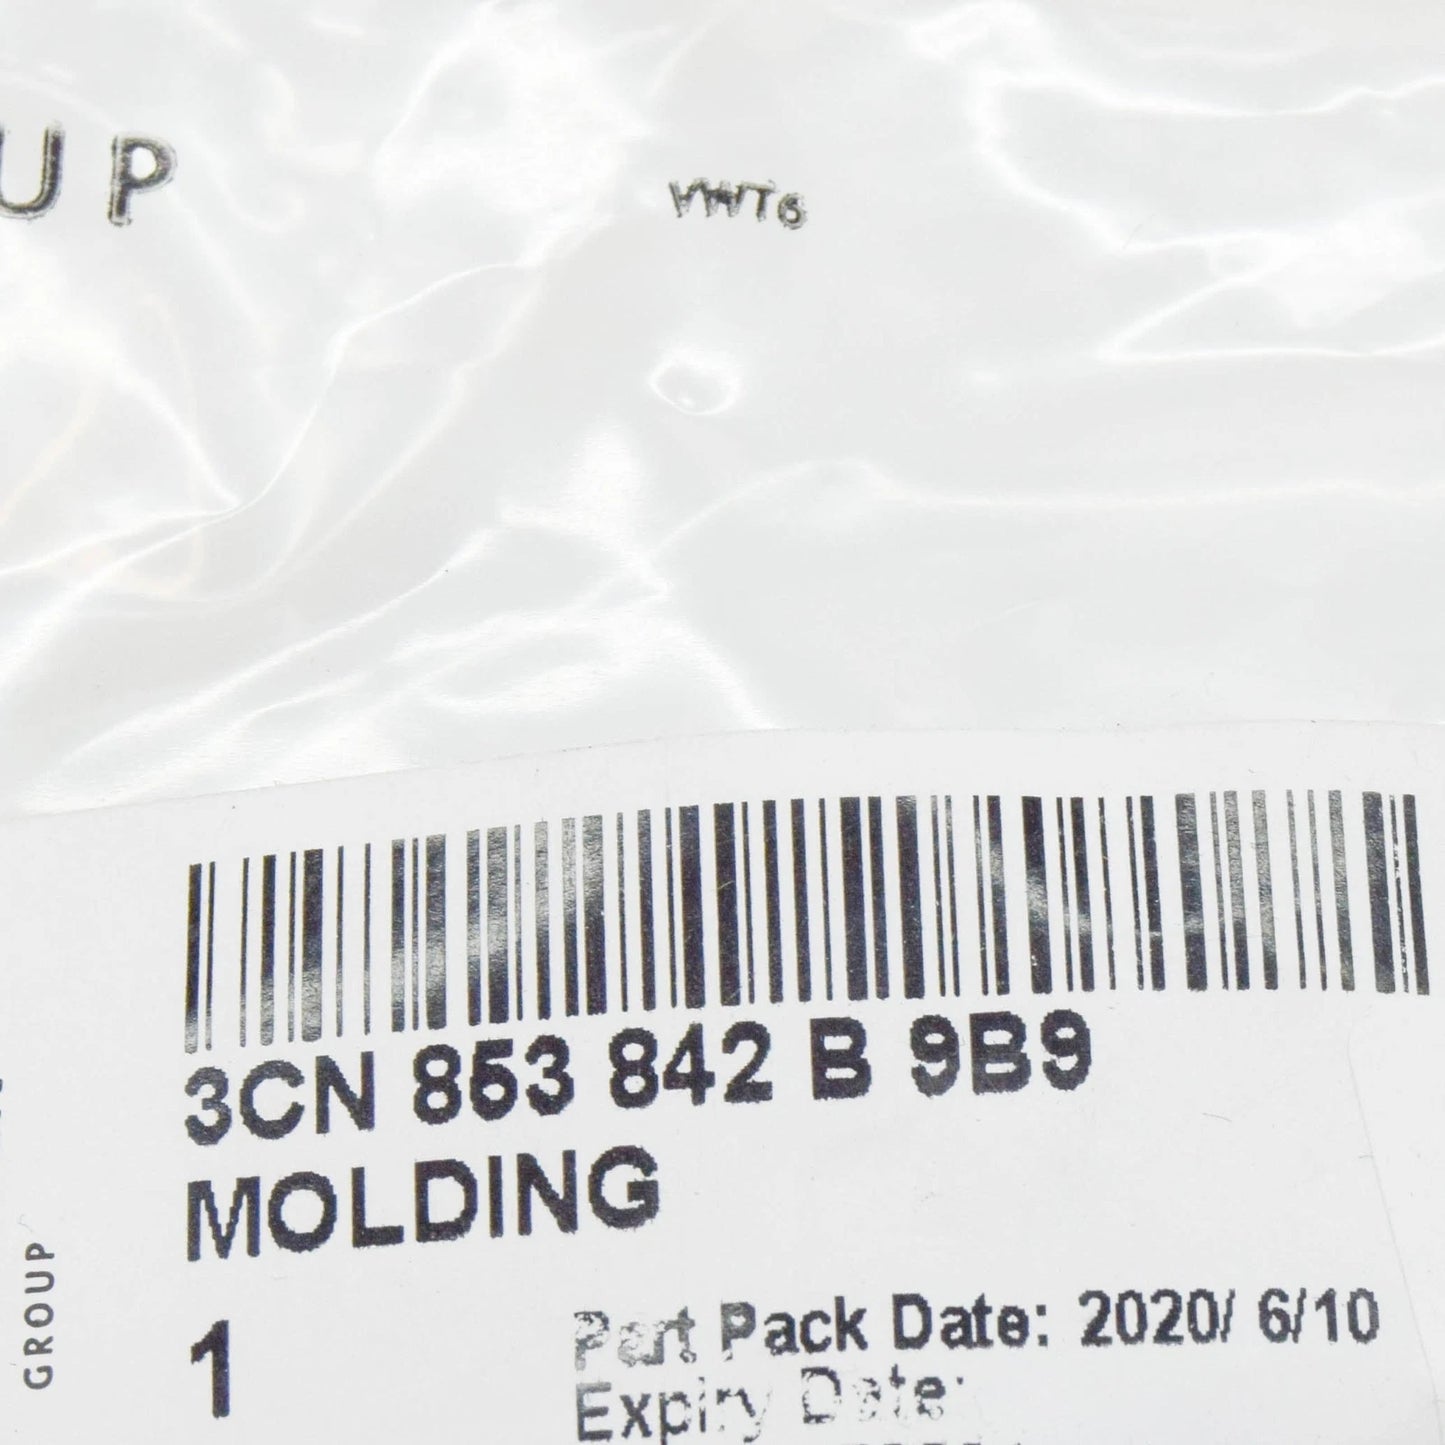 UP
VWT6
3CN 853 842 B 9B9
MOLDING
1
Part Pack Date: 2020/ 6/10
Expiry Date:
GROUP